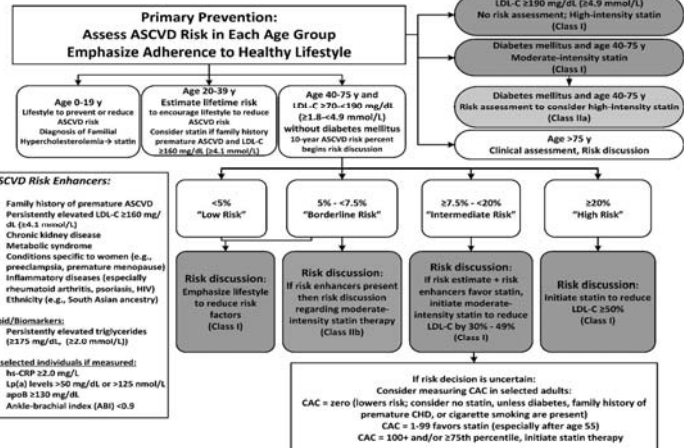 Primary Prevention:
Assess ASCVD Risk in Each Age Group
Emphasize Adherence to Healthy Lifestyle
LDL-C ≥190 mg/dL (≥4.9 mmol/L)
No risk assessment; High-intensity statin
(Class I)
Diabetes mellitus and age 40-75 y
Moderate-intensity statin
(Class I)
Diabetes mellitus and age 40-75 y
Risk assessment to consider high-intensity statin
(Class IIa)
Age >75 y
Clinical assessment, Risk discussion
Age 0-19 y
Lifestyle to prevent or reduce
ASCVD risk
Diagnosis of Familial
Hypercholesterolemia→ statin
Age 20-39 y
Estimate lifetime risk
to encourage lifestyle to reduce
ASCVD risk
Consider statin if family history
premature ASCVD and LDL-C
≥160 mg/dL (≥4.1 mmol/L)
Age 40-75 y and
LDL-C ≥70-<190 mg/dL
(≥1.8-<4.9 mmol/L)
without diabetes mellitus
10-year ASCVD risk percent
begins risk discussion
SCVD Risk Enhancers:
Family history of premature ASCVD
Persistently elevated LDL-C ≥160 mg/
dL (≥4.1 mmol/L)
Chronic kidney disease
Metabolic syndrome
Conditions specific to women (e.g.,
preeclampsia, premature menopause)
Inflammatory diseases (especially
rheumatoid arthritis, psoriasis, HIV)
Ethnicity (e.g., South Asian ancestry)
id/Biomarkers:
Persistently elevated triglycerides
(≥175 mg/dL, (≥2.0 mmol/L))
selected individuals if measured:
hs-CRP ≥2.0 mg/L
Lp(a) levels >50 mg/dL or >125 nmol/L
apoB ≥130 mg/dL
Ankle-brachial index (ABI) <0.9
<5%
"Low Risk"
5% - <7.5%
"Borderline Risk"
≥7.5% - <20%
"Intermediate Risk"
≥20%
"High Risk"
Risk discussion:
Emphasize lifestyle
to reduce risk
factors
(Class I)
Risk discussion:
If risk enhancers present
then risk discussion
regarding moderate-
intensity statin therapy
(Class IIb)
Risk discussion:
If risk estimate + risk
enhancers favor statin,
initiate moderate-
intensity statin to reduce
LDL-C by 30% - 49%
(Class I)
Risk discussion:
Initiate statin to reduce
LDL-C ≥50%
(Class I)
If risk decision is uncertain:
Consider measuring CAC in selected adults:
CAC = zero (lowers risk; consider no statin, unless diabetes, family history of
premature CHD, or cigarette smoking are present)
CAC = 1-99 favors statin (especially after age 55)
CAC = 100+ and/or ≥75th percentile, initiate statin therapy